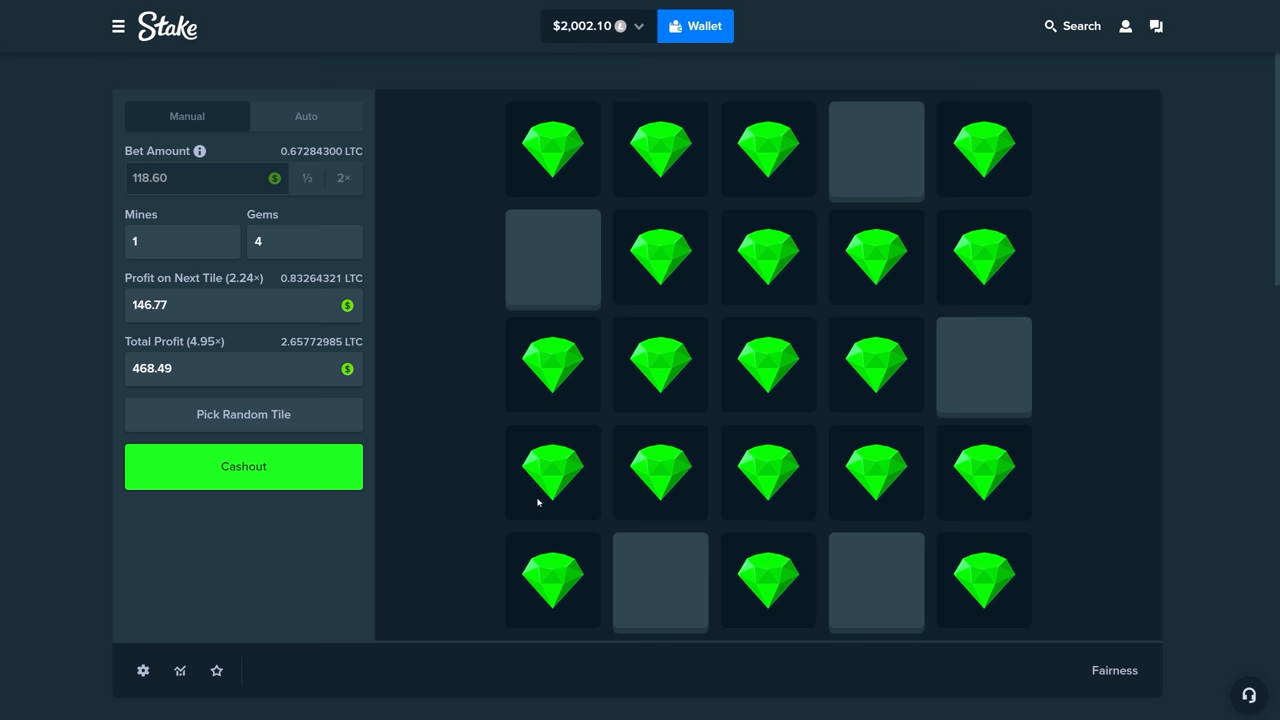 Stake
$2,002.10
Wallet
Search
Manual
Auto
Bet Amount
0.67284300 LTC
118.60
½
2×
Mines
Gems
1
4
Profit on Next Tile (2.24×)
0.83264321 LTC
146.77
Total Profit (4.95×)
2.65772985 LTC
468.49
Pick Random Tile
Cashout
Fairness